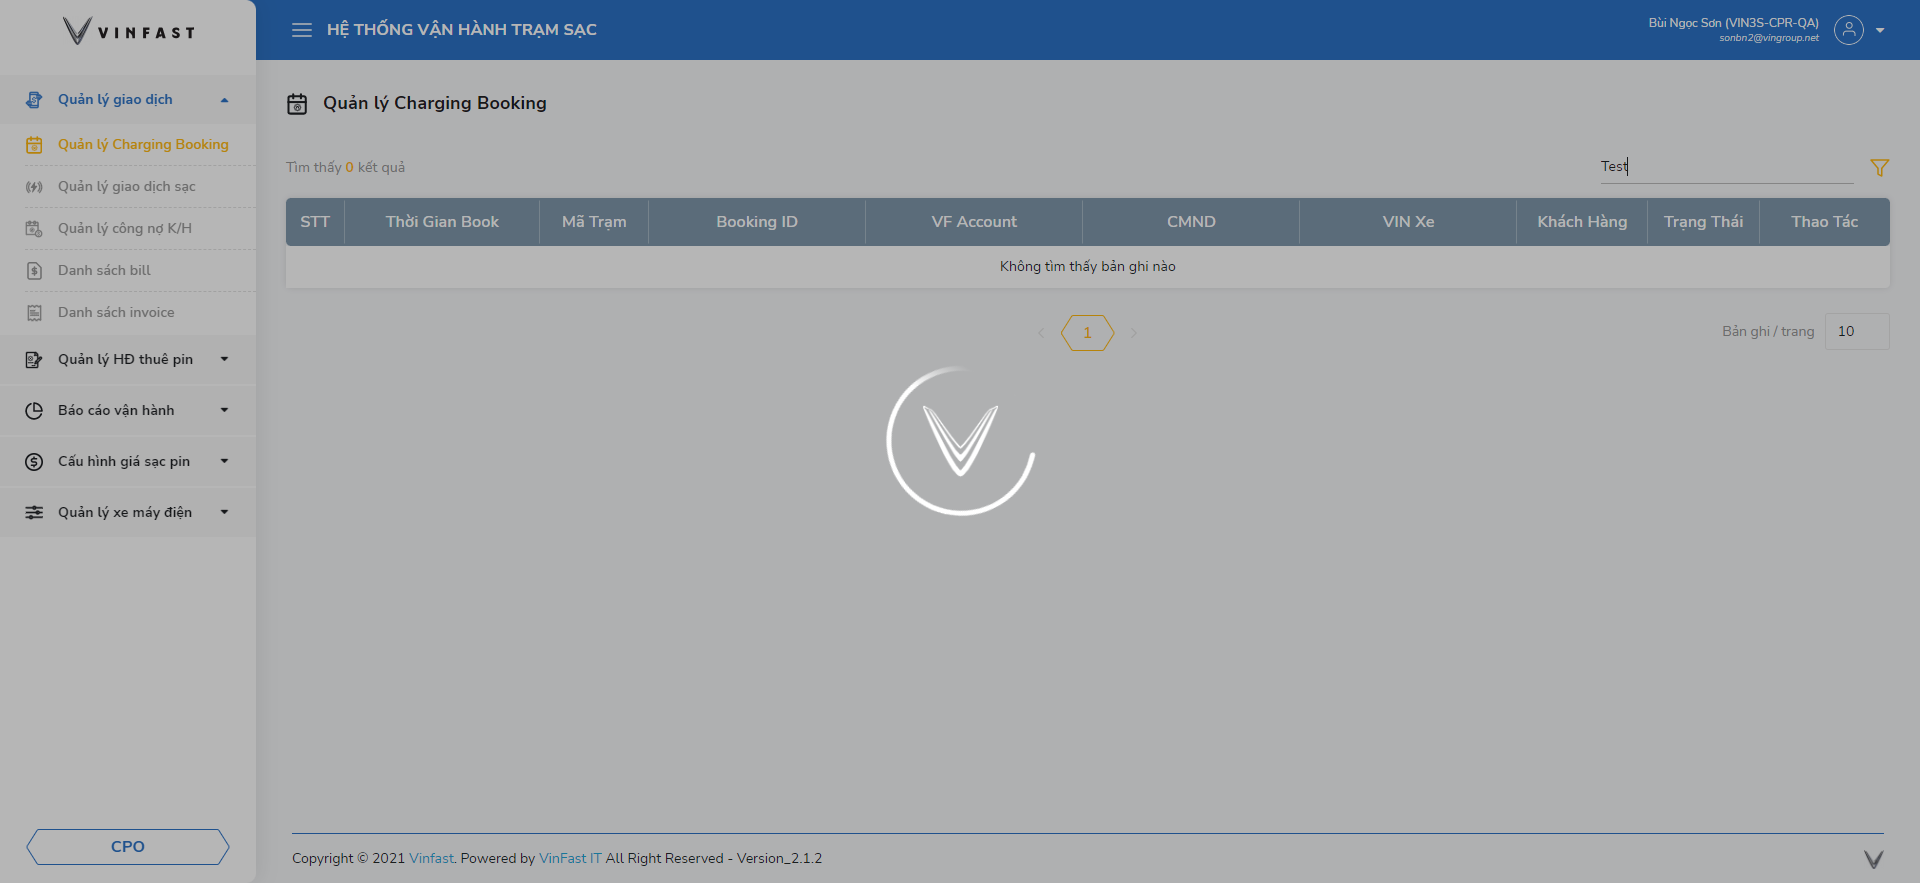 VINFAST
HỆ THỐNG VẬN HÀNH TRẠM SẠC
Bùi Ngọc Sơn (VIN3S-CPR-QA)
sonbn2@vingroup.net
Quản lý giao dịch
Quản lý Charging Booking
Quản lý giao dịch sạc
Quản lý công nợ K/H
Danh sách bill
Danh sách invoice
Quản lý HĐ thuê pin
Báo cáo vận hành
Cấu hình giá sạc pin
Quản lý xe máy điện
CPO
Quản lý Charging Booking
Tìm thấy 0 kết quả
Test
STT Thời Gian Book Mã Trạm Booking ID VF Account CMND VIN Xe Khách Hàng Trạng Thái Thao Tác
Không tìm thấy bản ghi nào
1
Bản ghi / trang 10
Copyright © 2021 Vinfast. Powered by VinFast IT All Right Reserved - Version_2.1.2